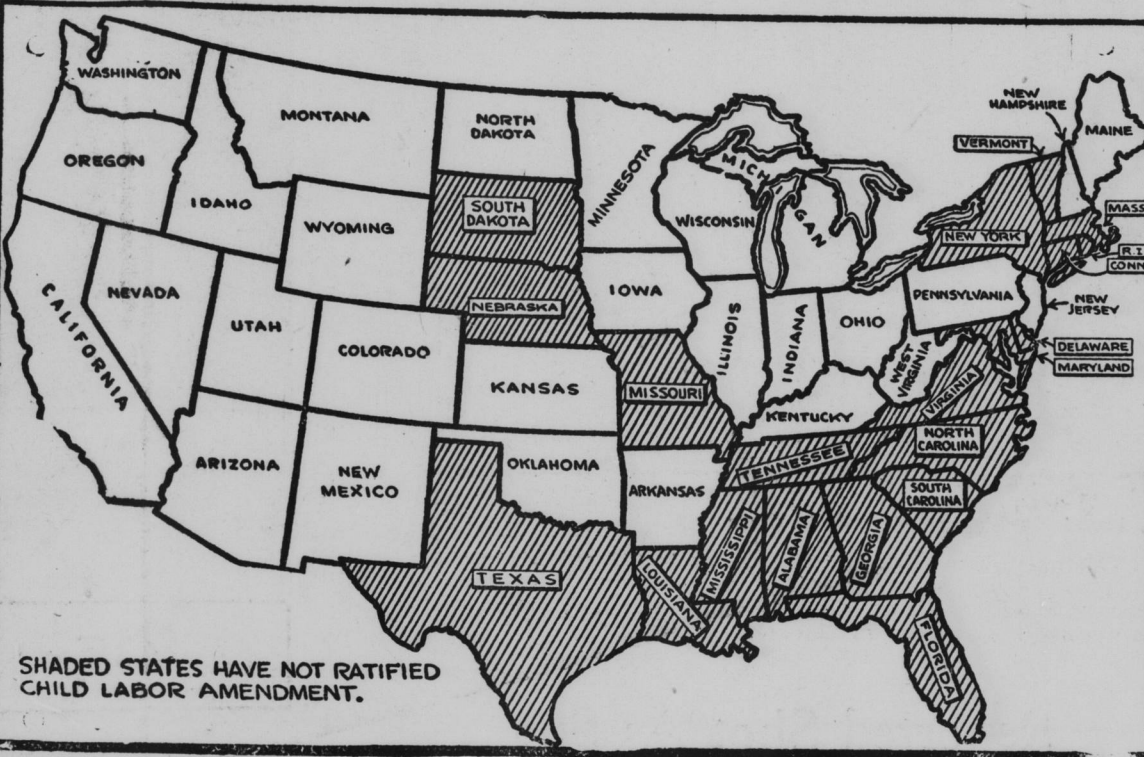 WASHINGTON
OREGON
CALIFORNIA
NEVADA
IDAHO
MONTANA
WYOMING
UTAH
COLORADO
ARIZONA
NEW
MEXICO
NORTH
DAKOTA
SOUTH
DAKOTA
NEBRASKA
KANSAS
OKLAHOMA
TEXAS
MINNESOTA
IOWA
MISSOURI
ARKANSAS
LOUISIANA
WISCONSIN
MICHIGAN
ILLINOIS
INDIANA
OHIO
KENTUCKY
TENNESSEE
MISSISSIPPI
ALABAMA
GEORGIA
FLORIDA
SOUTH
CAROLINA
NORTH
CAROLINA
VIRGINIA
WEST
VIRGINIA
PENNSYLVANIA
NEW YORK
VERMONT
NEW
HAMPSHIRE
MAINE
MASS
R.I.
CONN
NEW
JERSEY
DELAWARE
MARYLAND
SHADED STATES HAVE NOT RATIFIED
CHILD LABOR AMENDMENT.